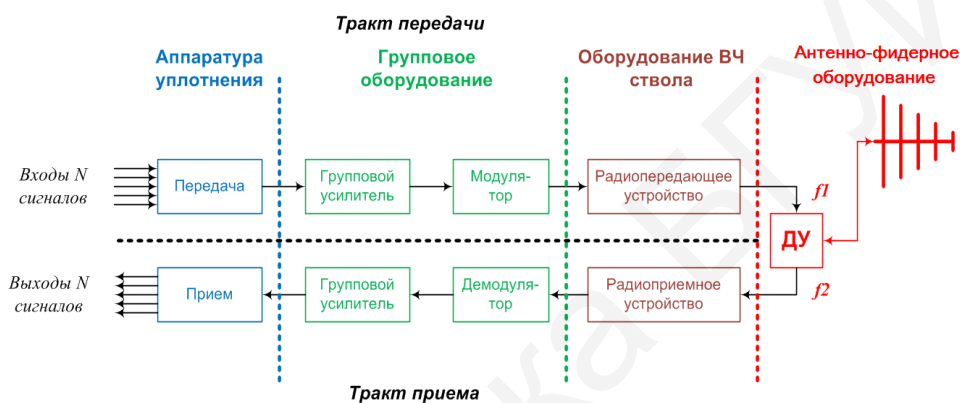 Тракт передачи
Аппаратура
уплотнения
Групповое
оборудование
Оборудование ВЧ
ствола
Антенно-фидерное
оборудование
Входы N
сигналов
Передача
Групповой
усилитель
Модуля-
тор
Радиопередающее
устройство
f1
ДУ
Выходы N
сигналов
Прием
Групповой
усилитель
Демодуля-
тор
Радиоприемное
устройство
f2
Тракт приема